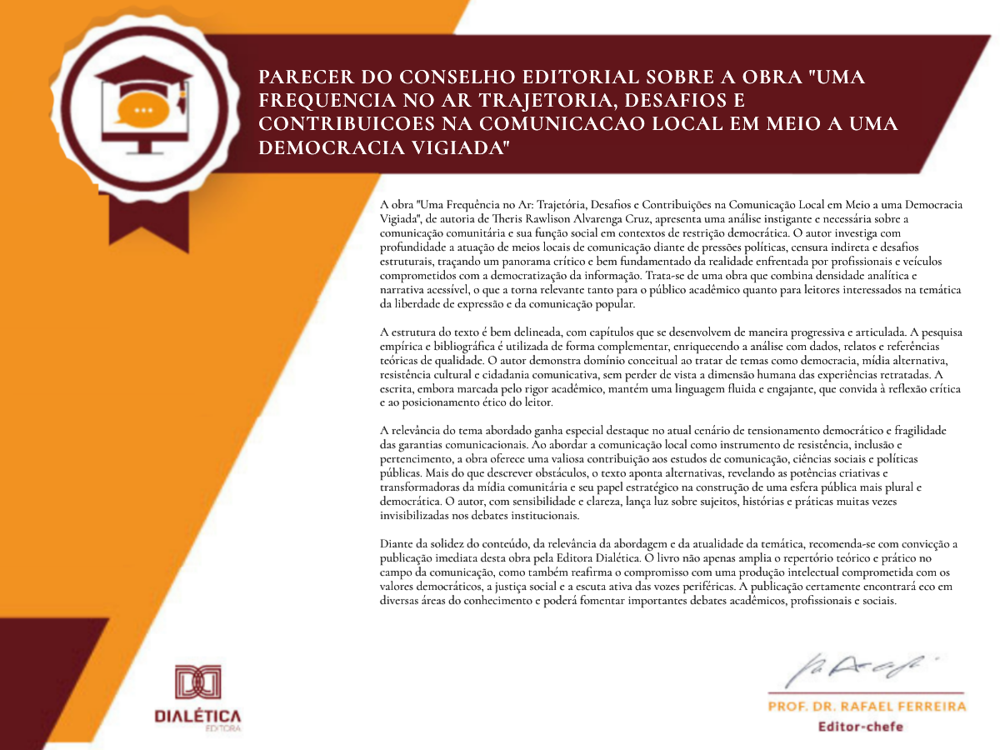 PARECER DO CONSELHO EDITORIAL SOBRE A OBRA "UMA
FREQUENCIA NO AR TRAJETORIA, DESAFIOS E
CONTRIBUICOES NA COMUNICACAO LOCAL EM MEIO A UMA
DEMOCRACIA VIGIADA"
A obra "Uma Frequência no Ar: Trajetória, Desafios e Contribuições na Comunicação Local em Meio a uma Democracia
Vigiada", de autoria de Theris Rawlison Alvarenga Cruz, apresenta uma análise instigante e necessária sobre a
comunicação comunitária e sua função social em contextos de restrição democrática. O autor investiga com
profundidade a atuação de meios locais de comunicação diante de pressões políticas, censura indireta e desafios
estruturais, traçando um panorama crítico e bem fundamentado da realidade enfrentada por profissionais e veículos
comprometidos com a democratização da informação. Trata-se de uma obra que combina densidade analítica e
narrativa acessível, o que a torna relevante tanto para o público acadêmico quanto para leitores interessados na temática
da liberdade de expressão e da comunicação popular.
A estrutura do texto é bem delineada, com capítulos que se desenvolvem de maneira progressiva e articulada. A pesquisa
empírica e bibliográfica é utilizada de forma complementar, enriquecendo a análise com dados, relatos e referências
teóricas de qualidade. O autor demonstra domínio conceitual ao tratar de temas como democracia, mídia alternativa,
resistência cultural e cidadania comunicativa, sem perder de vista a dimensão humana das experiências retratadas. A
escrita, embora marcada pelo rigor acadêmico, mantém uma linguagem fluida e engajante, que convida à reflexão crítica
e ao posicionamento ético do leitor.
A relevância do tema abordado ganha especial destaque no atual cenário de tensionamento democrático e fragilidade
das garantias comunicacionais. Ao abordar a comunicação local como instrumento de resistência, inclusão e
pertencimento, a obra oferece uma valiosa contribuição aos estudos de comunicação, ciências sociais e políticas
públicas. Mais do que descrever obstáculos, o texto aponta alternativas, revelando as potências criativas e
transformadoras da mídia comunitária e seu papel estratégico na construção de uma esfera pública mais plural e
democrática. O autor, com sensibilidade e clareza, lança luz sobre sujeitos, histórias e práticas muitas vezes
invisibilizadas nos debates institucionais.
Diante da solidez do conteúdo, da relevância da abordagem e da atualidade da temática, recomenda-se com convicção a
publicação imediata desta obra pela Editora Dialética. O livro não apenas amplia o repertório teórico e prático no
campo da comunicação, como também reafirma o compromisso com uma produção intelectual comprometida com os
valores democráticos, a justiça social e a escuta ativa das vozes periféricas. A publicação certamente encontrará eco em
diversas áreas do conhecimento e poderá fomentar importantes debates acadêmicos, profissionais e sociais.
DIALÉTICA
EDITORA
PROF. DR. RAFAEL FERREIRA
Editor-chefe